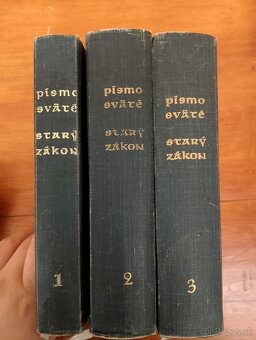 písmo
sväté
starý
zákon
1
písmo
sväté
starý
zákon
2
písmo
sväté
starý
zákon
3